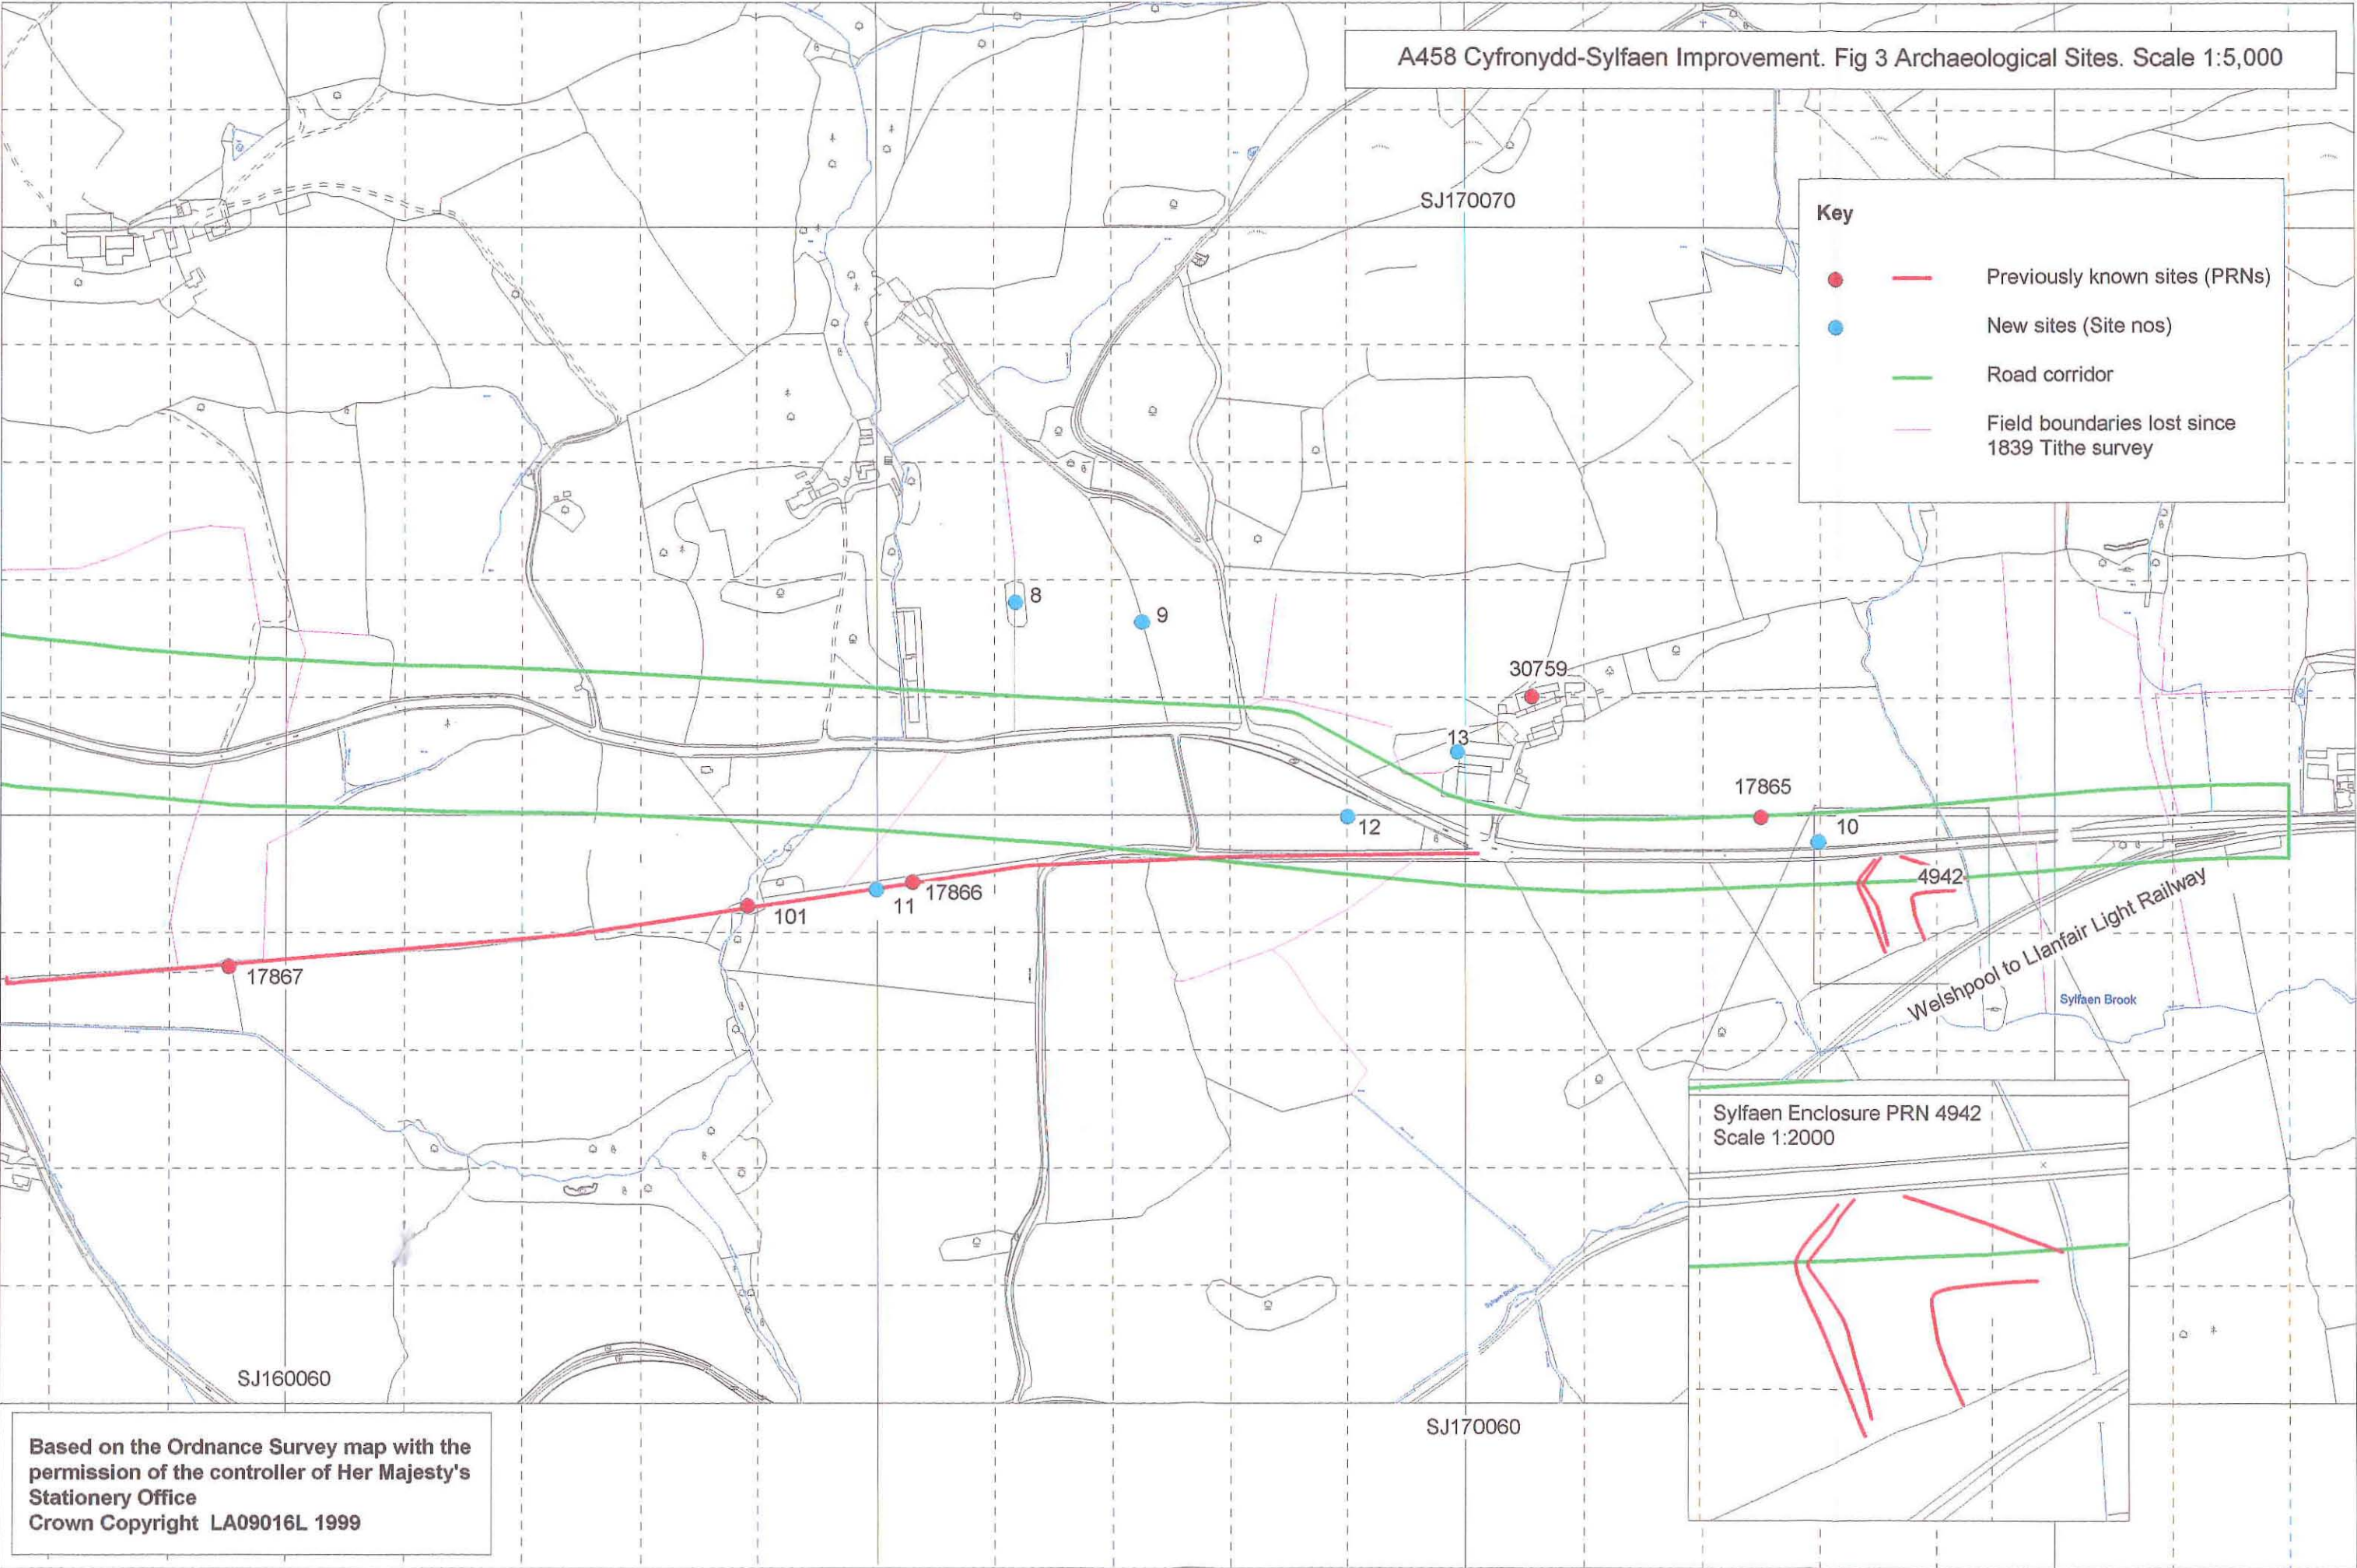 A458 Cyfronydd-Sylfaen Improvement. Fig 3 Archaeological Sites. Scale 1:5,000
SJ170070
Key
Previously known sites (PRNs)
New sites (Site nos)
Road corridor
Field boundaries lost since
1839 Tithe survey
8
9
30759
13
17865
12
10
4942
17866
11
101
17867
Welshpool to Llanfair Light Railway
Sylfaen Brook
Sylfaen Enclosure PRN 4942
Scale 1:2000
Sylfaen Brook
SJ160060
SJ170060
Based on the Ordnance Survey map with the
permission of the controller of Her Majesty's
Stationery Office
Crown Copyright LA09016L 1999